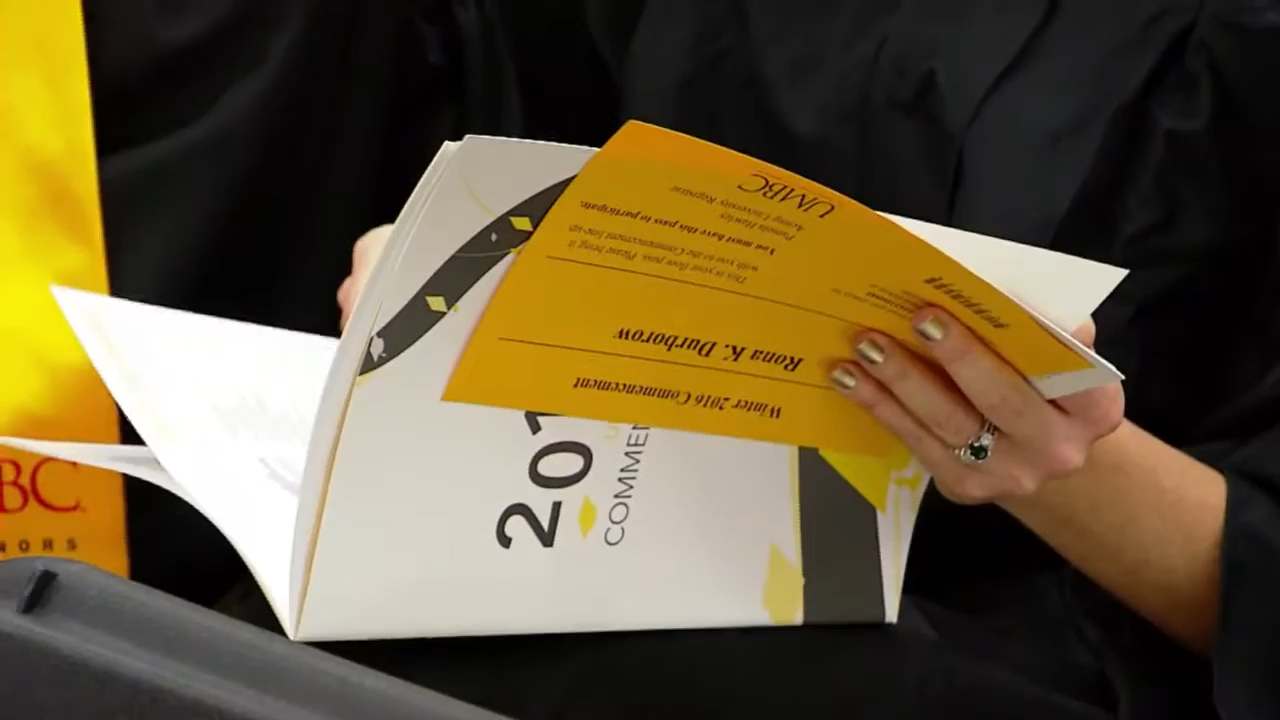 Winter 2016 Commencement
Rona K. Durborow
This is your floor pass. Please bring it
with you to the Commencement line-up
You must have this pass to participate.
Pamela Hawley
Acting University Registrar
UMBC
201
COMMEN
BC
NORS